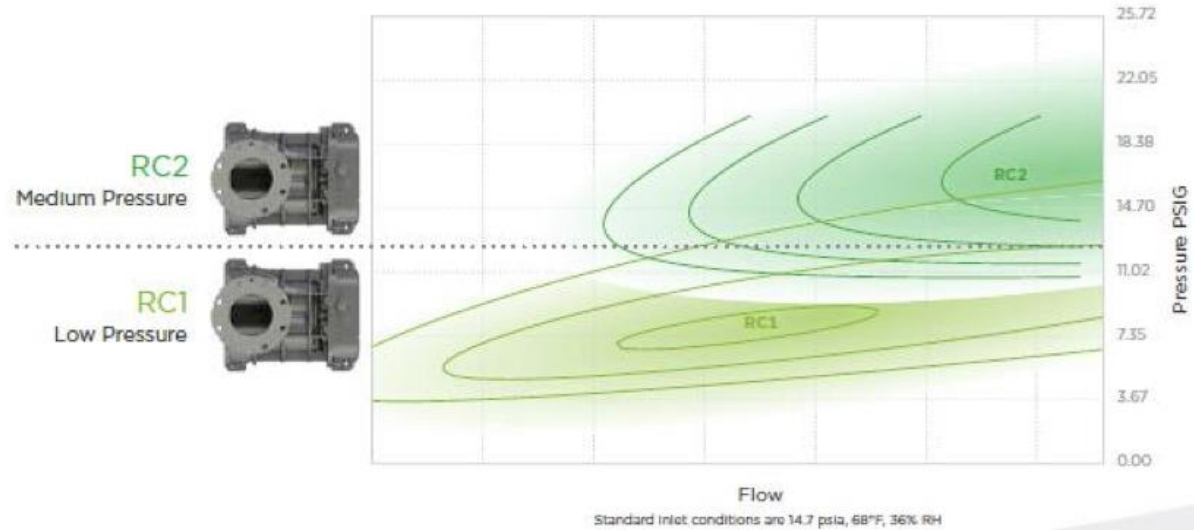 25.72
22.05
18.38
14.70
11.02
7.35
3.67
0.00
Pressure PSIG
RC2
Medium Pressure
RC1
Low Pressure
RC2
RC1
Flow
Standard inlet conditions are 14.7 psia, 68°F, 36% RH